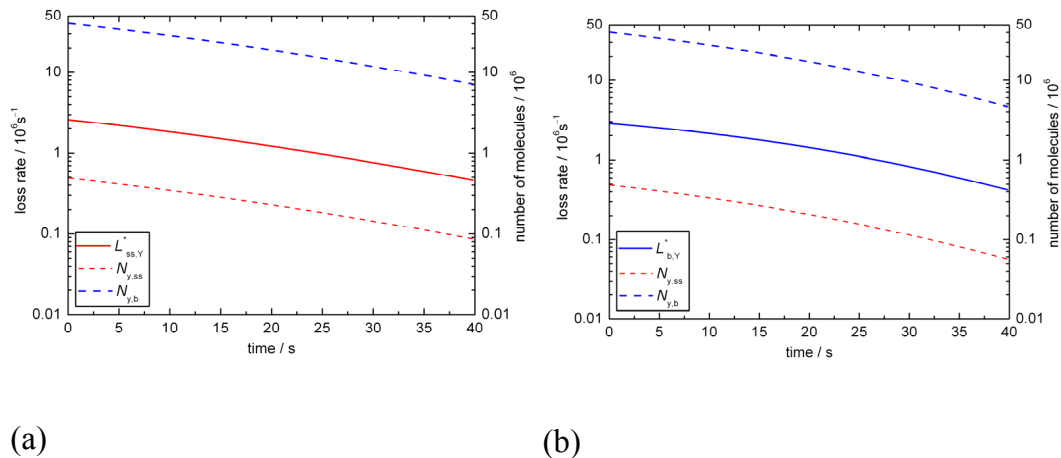 50
10
1
0.1
0.01
loss rate / 10⁶s⁻¹
50
10
1
0.1
0.01
number of molecules / 10⁶
L*ss,Y
Ny,ss
Ny,b
0 5 10 15 20 25 30 35 40
time / s
(a)
50
10
1
0.1
0.01
loss rate / 10⁶s⁻¹
50
10
1
0.1
0.01
number of molecules / 10⁶
L*b,Y
Ny,ss
Ny,b
0 5 10 15 20 25 30 35 40
time / s
(b)